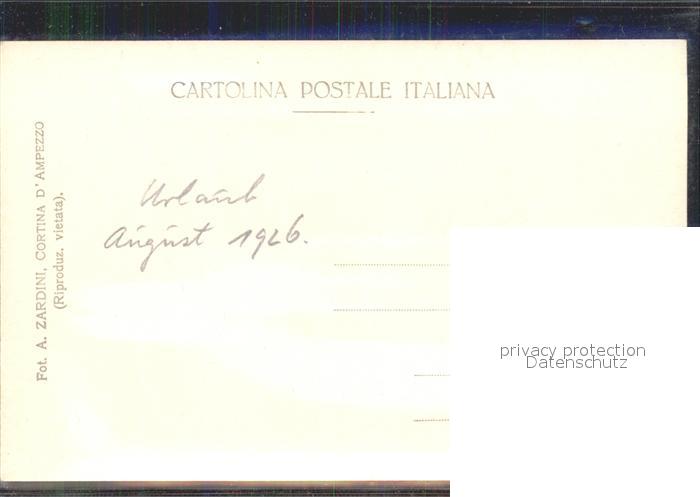 CARTOLINA POSTALE ITALIANA
Fot. A. ZARDINI, CORTINA D'AMPEZZO
(Riproduz. vietata).
Urlaub
August 1926.
privacy protection
Datenschutz